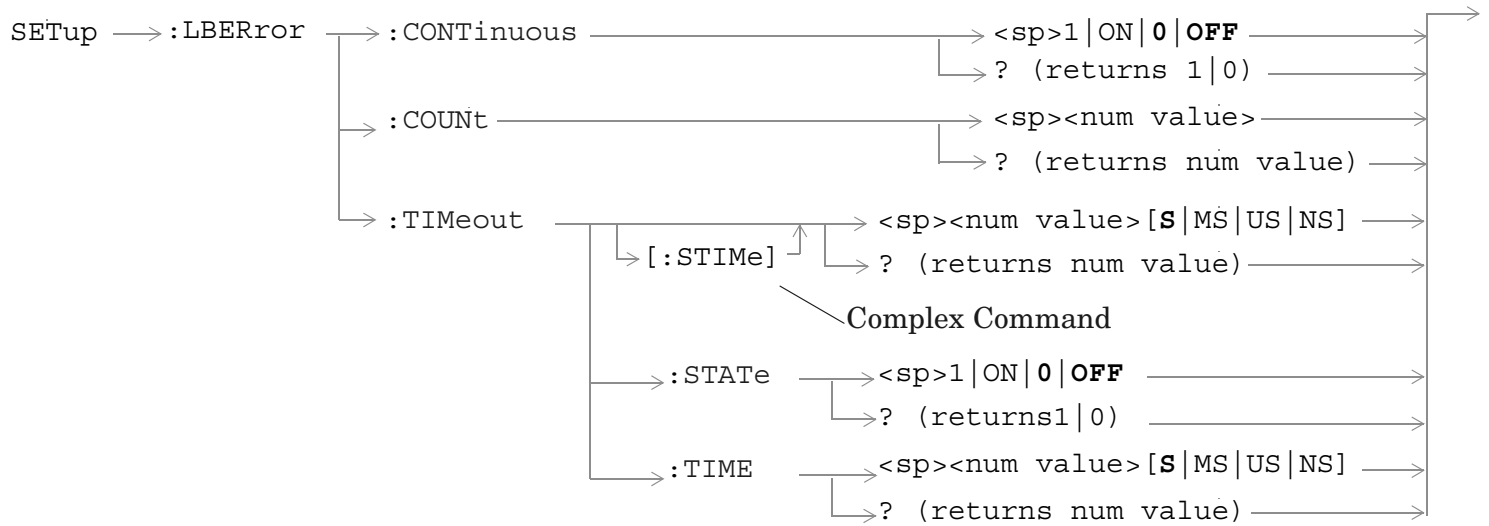 SETup :LBERror :CONTinuous <sp>1|ON|0|OFF
? (returns 1|0)
:COUNt <sp><num value>
? (returns num value)
:TIMeout <sp><num value>[S|MS|US|NS]
[:STIMe] ? (returns num value)
Complex Command
:STATe <sp>1|ON|0|OFF
? (returns1|0)
:TIME <sp><num value>[S|MS|US|NS]
? (returns num value)